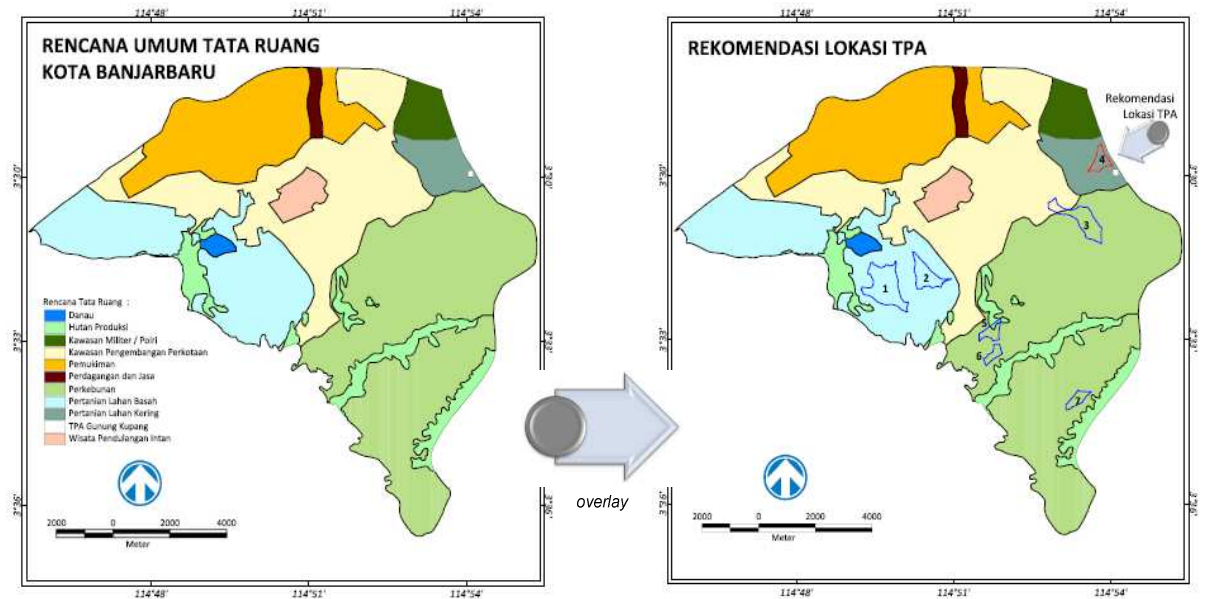 114°48'
114°51'
114°54'
RENCANA UMUM TATA RUANG
KOTA BANJARBARU
3°30'
3°30'
3°33'
3°33'
3°36'
3°36'
Rencana Tata Ruang :
Danau
Hutan Produksi
Kawasan Militer / Polri
Kawasan Pengembangan Perkotaan
Pemukiman
Perdagangan dan Jasa
Perkebunan
Pertanian Lahan Basah
Pertanian Lahan Kering
TPA Gunung Kupang
Wisata Pendulangan Intan
2000 0 2000 4000
Meter
114°48'
114°51'
114°54'
overlay
114°48'
114°51'
114°54'
REKOMENDASI LOKASI TPA
Rekomendasi
Lokasi TPA
3°30'
4
3°30'
3
2
1
3°33'
5
3°33'
6
7
3°36'
3°36'
2000 0 2000 4000
Meter
114°48'
114°51'
114°54'